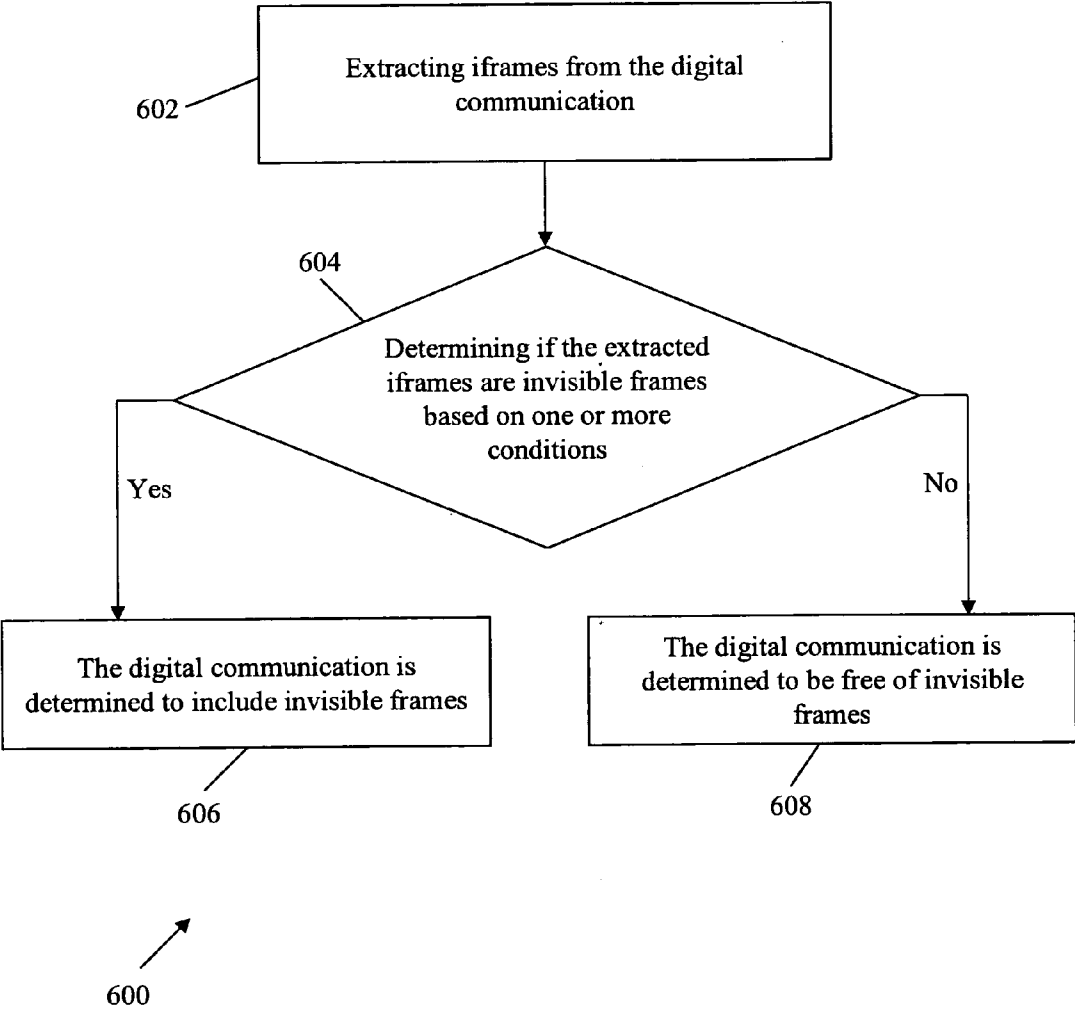 Extracting iframes from the digital
communication
602
604
Determining if the extracted
iframes are invisible frames
based on one or more
conditions
Yes
No
The digital communication is
determined to include invisible frames
The digital communication is
determined to be free of invisible
frames
606
608
600